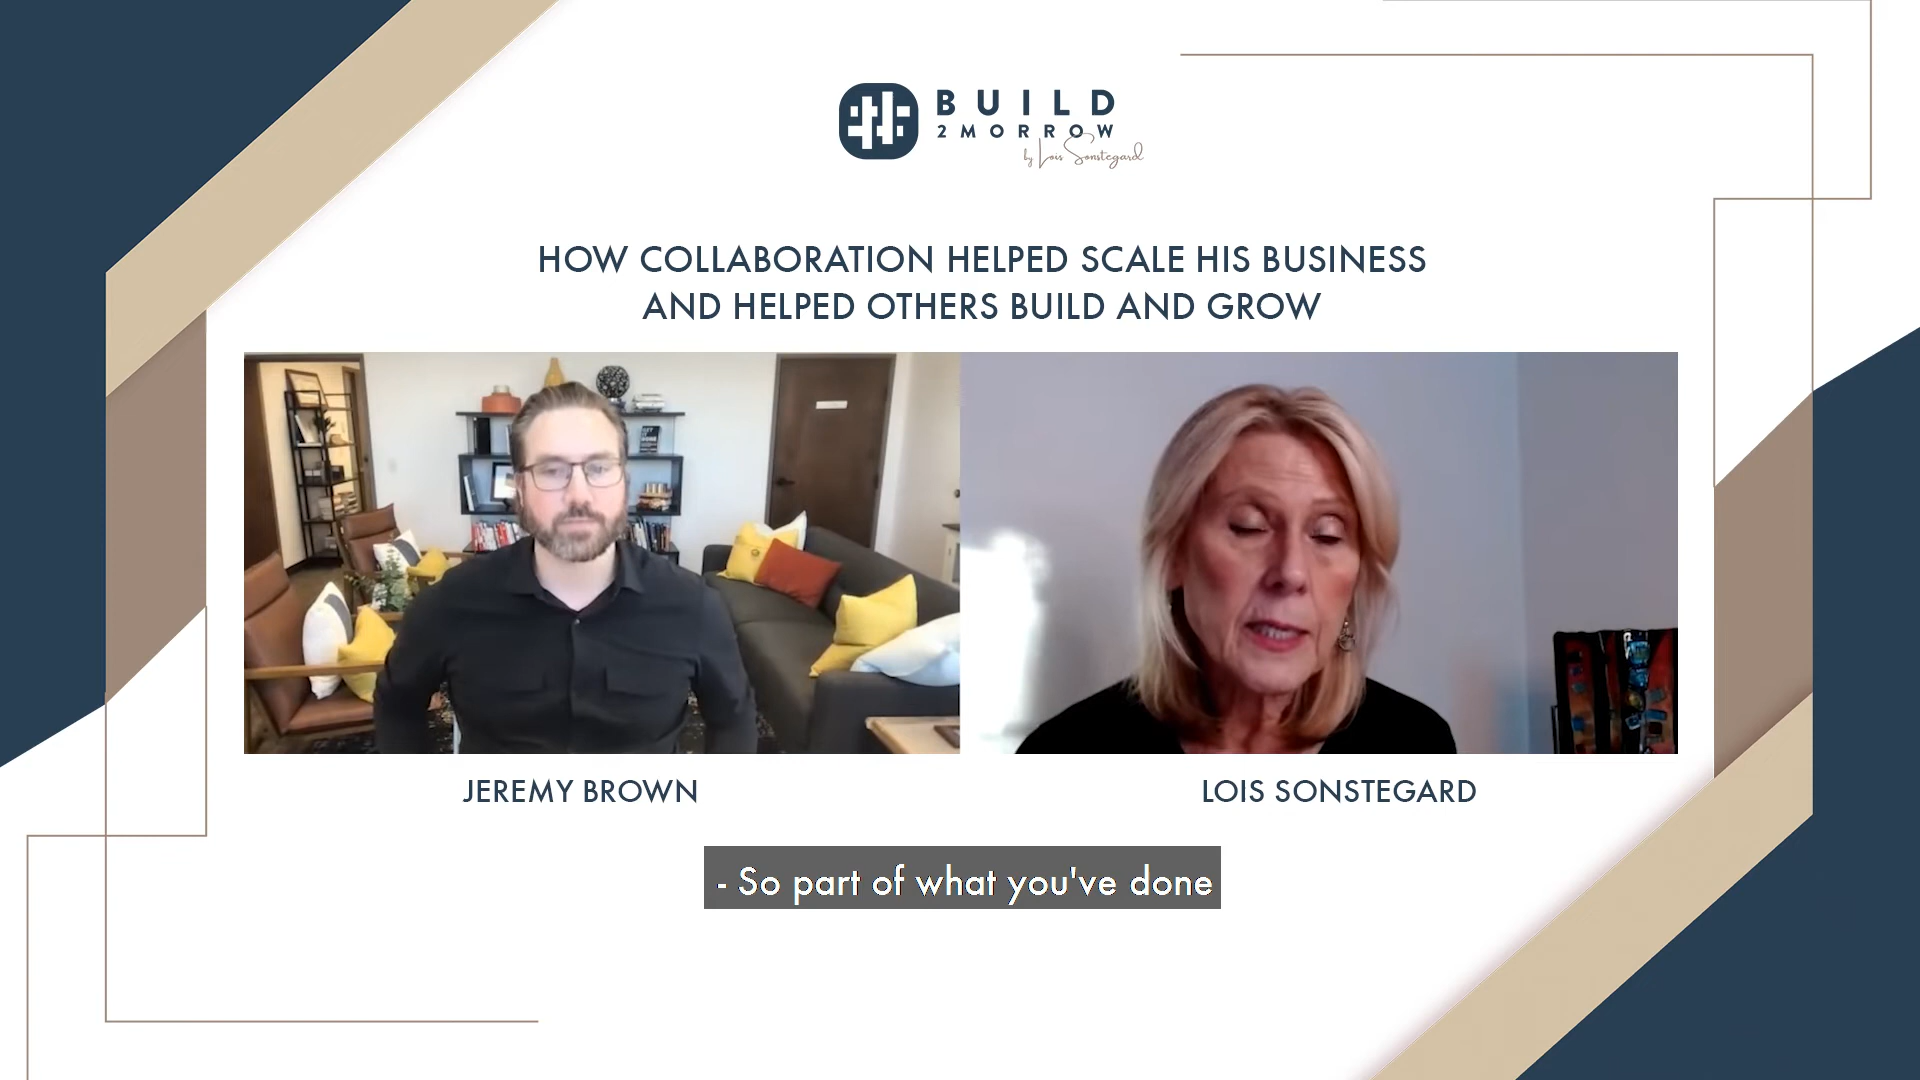 BUILD
2MORROW
by Lois Sonstegard
HOW COLLABORATION HELPED SCALE HIS BUSINESS
AND HELPED OTHERS BUILD AND GROW
JEREMY BROWN
LOIS SONSTEGARD
- So part of what you've done